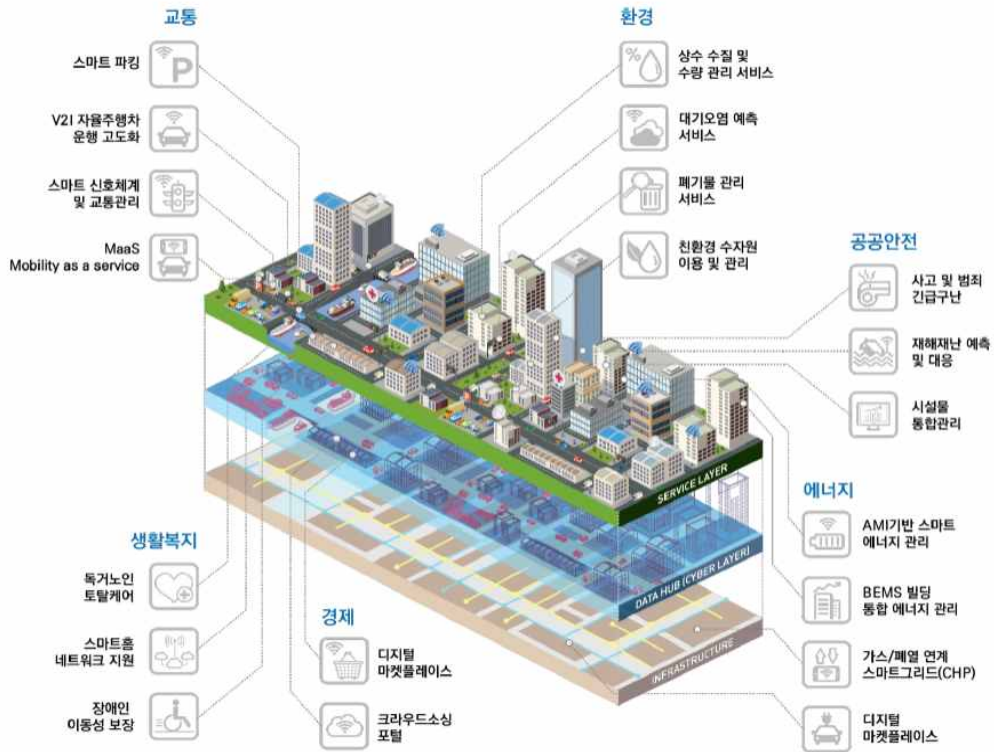 교통
스마트 파킹
V2I 자율주행차
운행 고도화
스마트 신호체계
및 교통관리
MaaS
Mobility as a service
환경
상수 수질 및
수량 관리 서비스
대기오염 예측
서비스
폐기물 관리
서비스
친환경 수자원
이용 및 관리
공공안전
사고 및 범죄
긴급구난
재해재난 예측
및 대응
시설물
통합관리
SERVICE LAYER
DATA HUB (CYBER LAYER)
INFRASTRUCTURE
생활복지
독거노인
토탈케어
스마트홈
네트워크 지원
장애인
이동성 보장
경제
디지털
마켓플레이스
크라우드소싱
포털
에너지
AMI기반 스마트
에너지 관리
BEMS 빌딩
통합 에너지 관리
가스/폐열 연계
스마트그리드(CHP)
디지털
마켓플레이스